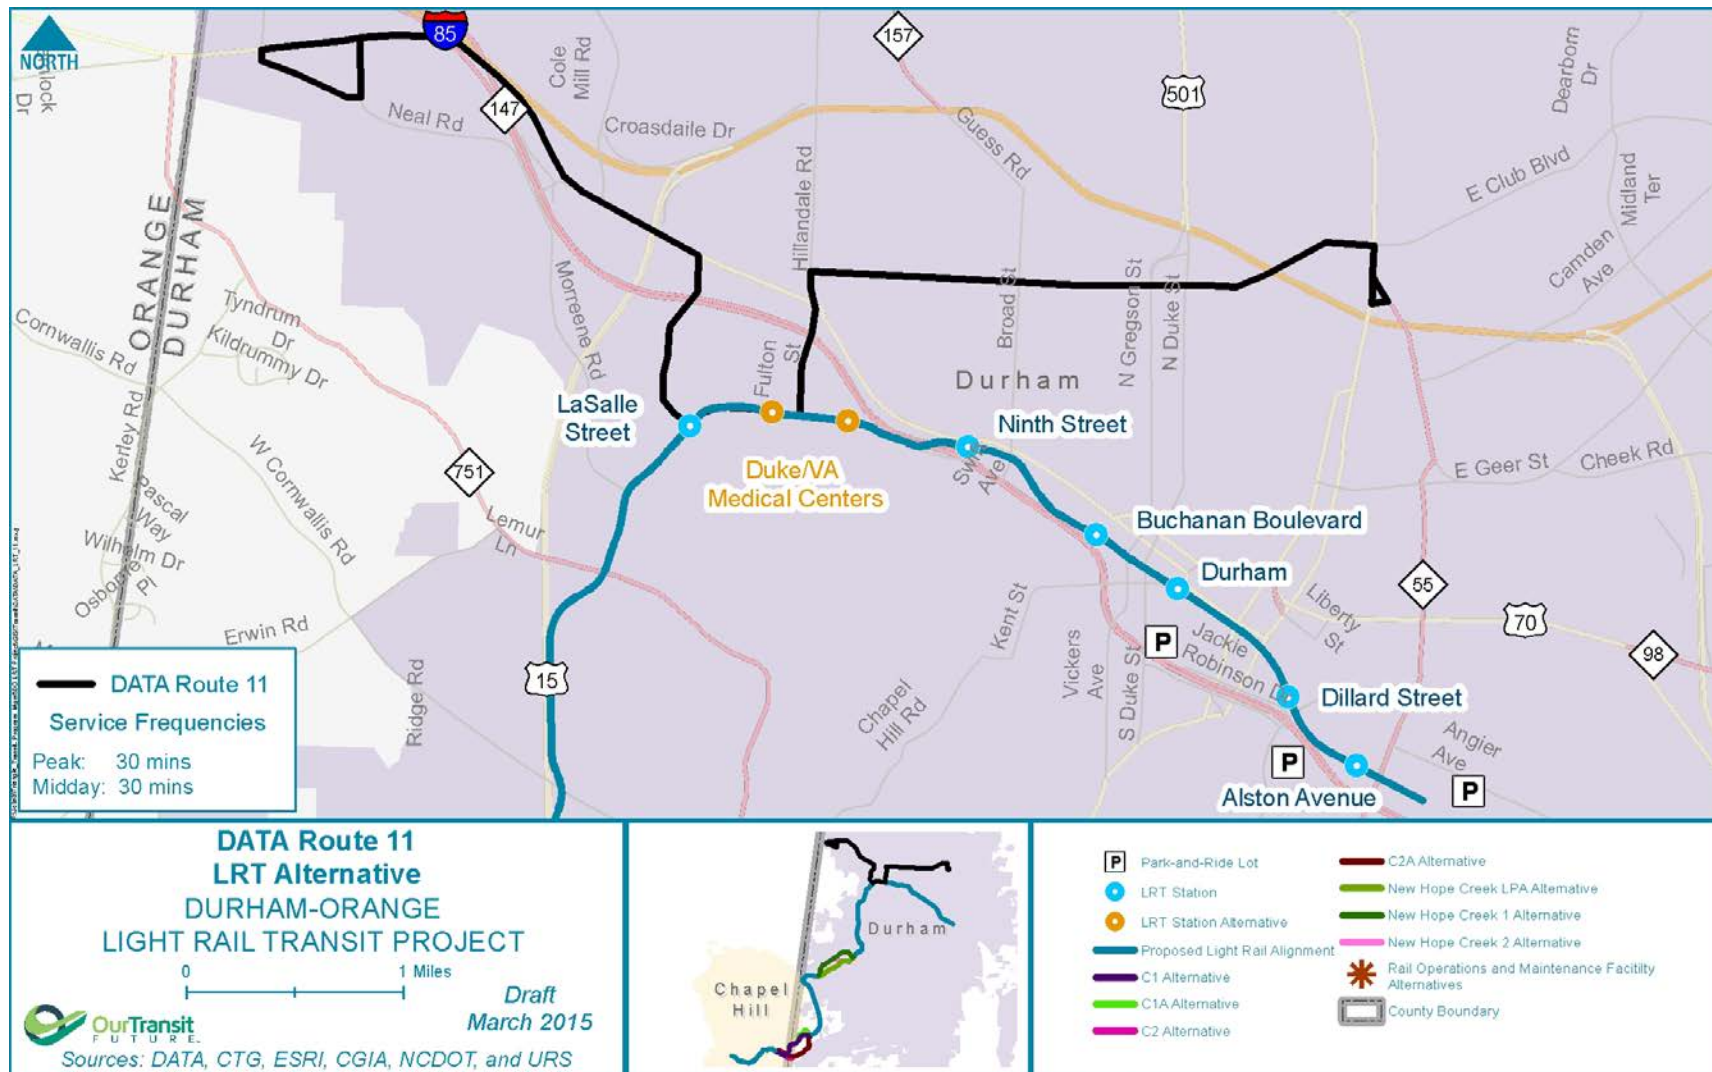 NORTH
85
147
157
501
Cole
Mill Rd
Neal Rd
Croasdaile Dr
Hillandale Rd
Guess Rd
Dearborn
Dr
E Club Blvd
Midland
Ter
Camden
Ave
Dr
ORANGE
DURHAM
Tyndrum
Dr
Kildrummy Dr
Cornwallis Rd
Kerley Rd
W Cornwallis Rd
Morreene Rd
Broad St
N Gregson St
N Duke St
Fulton
St
Durham
LaSalle
Street
Duke/VA
Medical Centers
Ninth Street
Ave
E Geer St
Cheek Rd
751
Pascal
Way
Wilhelm Dr
Osborne
Pl
Lemur
Ln
Buchanan Boulevard
Durham
55
70
98
Liberty
St
Kent St
Jackie
Robinson D
Vickers
Ave
S Duke St
P
Erwin Rd
Ridge Rd
15
Chapel
Hill Rd
Dillard Street
Angier
Ave
P
P
Alston Avenue
DATA Route 11
Service Frequencies
Peak: 30 mins
Midday: 30 mins
DATA Route 11
LRT Alternative
DURHAM-ORANGE
LIGHT RAIL TRANSIT PROJECT
0 1 Miles
Draft
March 2015
OurTransit
FUTURE
Sources: DATA, CTG, ESRI, CGIA, NCDOT, and URS
Durham
Chapel
Hill
P Park-and-Ride Lot
LRT Station
LRT Station Alternative
Proposed Light Rail Alignment
C1 Alternative
C1A Alternative
C2 Alternative
C2A Alternative
New Hope Creek LPA Alternative
New Hope Creek 1 Alternative
New Hope Creek 2 Alternative
Rail Operations and Maintenance Facitilty
Alternatives
County Boundary